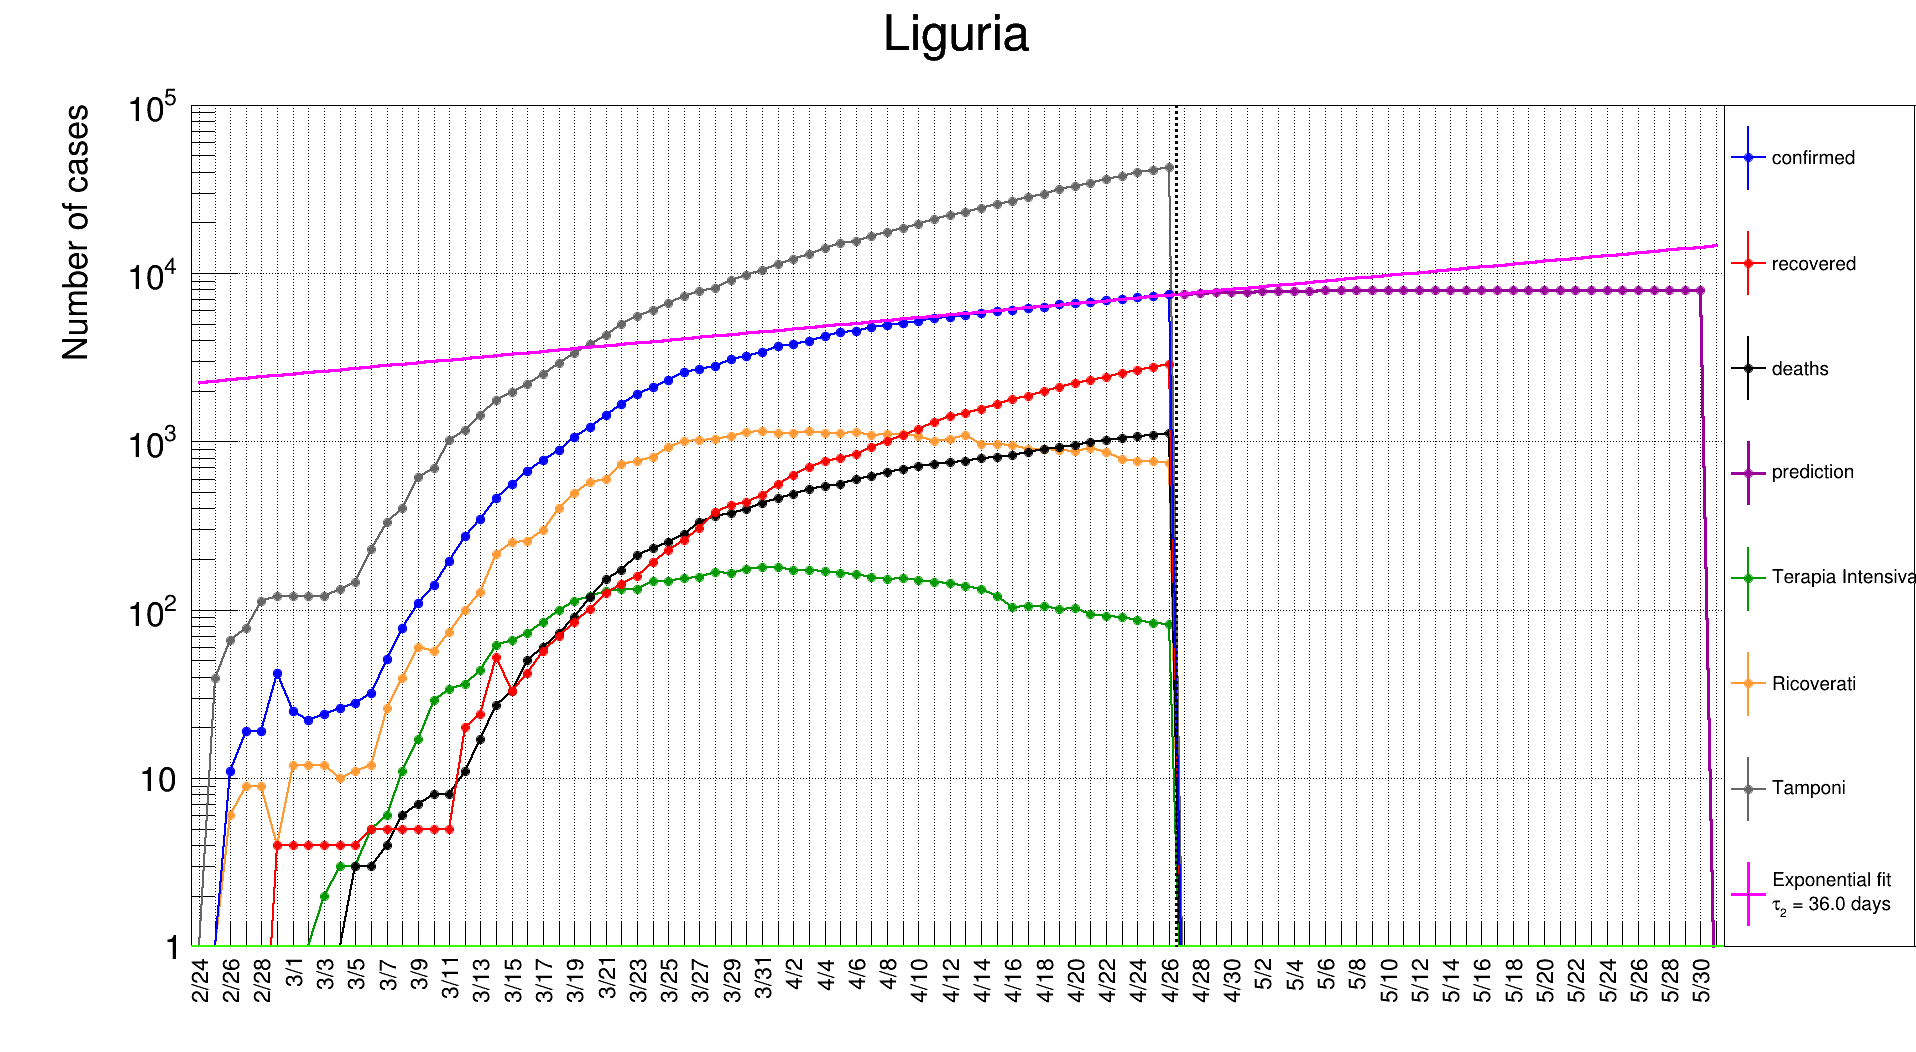 Liguria
Number of cases
10^5
10^4
10^3
10^2
10
1
2/24 2/26 2/28 3/1 3/3 3/5 3/7 3/9 3/11 3/13 3/15 3/17 3/19 3/21 3/23 3/25 3/27 3/29 3/31 4/2 4/4 4/6 4/8 4/10 4/12 4/14 4/16 4/18 4/20 4/22 4/24 4/26 4/28 4/30 5/2 5/4 5/6 5/8 5/10 5/12 5/14 5/16 5/18 5/20 5/22 5/24 5/26 5/28 5/30
confirmed
recovered
deaths
prediction
Terapia Intensiva
Ricoverati
Tamponi
Exponential fit
τ₂ = 36.0 days